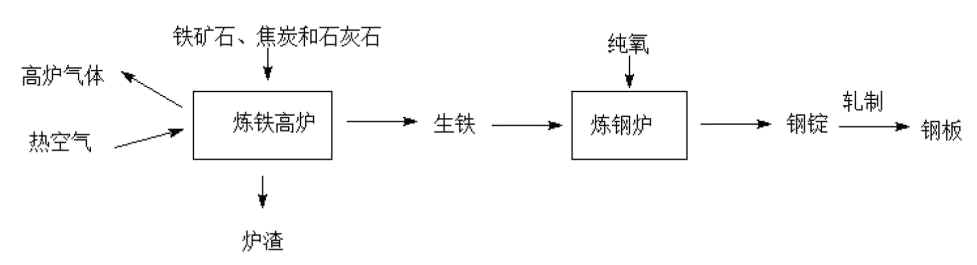 铁矿石、焦炭和石灰石
纯氧
高炉气体
热空气
炼铁高炉
生铁
炼钢炉
钢锭
轧制
钢板
炉渣